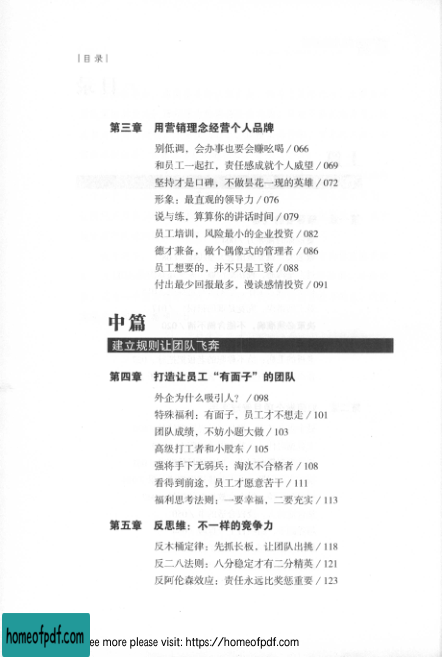 |目录|
第三章 用营销理念经营个人品牌
别低调，会办事也要会赚吆喝 / 066
和员工一起扛，责任感成就个人威望 / 069
坚持才是口碑，不做昙花一现的英雄 / 072
形象：最直观的领导力 / 076
说与练，算算你的讲话时间 / 079
员工培训，风险最小的企业投资 / 082
德才兼备，做个偶像式的管理者 / 086
员工想要的，并不只是工资 / 088
付出最少回报最多，漫谈感情投资 / 091
中篇
建立规则让团队飞奔
第四章 打造让员工“有面子”的团队
外企为什么吸引人？ / 098
特殊福利：有面子，员工才不想走 / 101
团队成绩，不妨小题大做 / 103
高级打工者和小股东 / 105
强将手下无弱兵：淘汰不合格者 / 108
看得到前途，员工才愿意苦干 / 111
福利思考法则：一要幸福，二要充实 / 113
第五章 反思维：不一样的竞争力
反木桶定律：先抓长板，让团队出挑 / 118
反二八法则：八分稳定才有二分精英 / 121
反阿伦森效应：责任永远比奖惩重要 / 123
homeofpdf.com
ee more please visit: https://homeofpdf.com